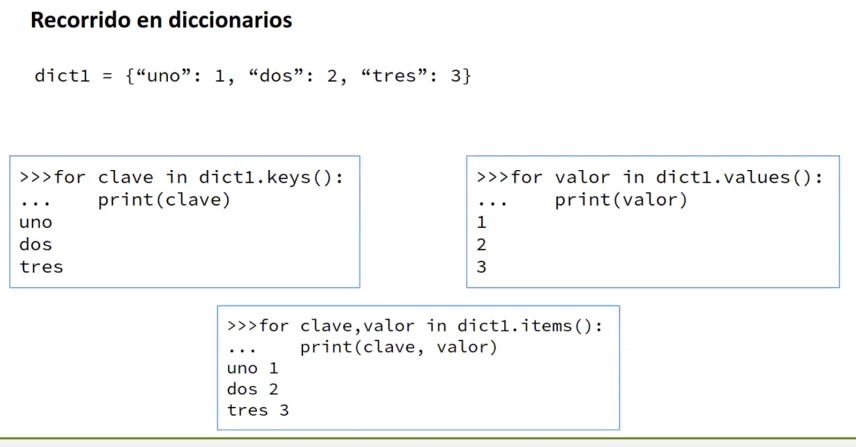 Recorrido en diccionarios
dict1 = {“uno”: 1, “dos”: 2, “tres”: 3}
>>>for clave in dict1.keys():
...    print(clave)
uno
dos
tres
>>>for valor in dict1.values():
...    print(valor)
1
2
3
>>>for clave,valor in dict1.items():
...    print(clave, valor)
uno 1
dos 2
tres 3